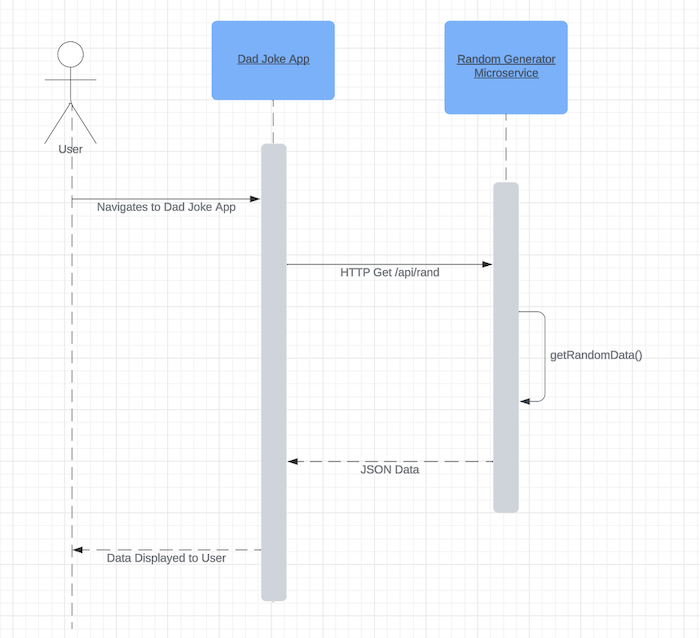 Dad Joke App
Random Generator
Microservice
User
Navigates to Dad Joke App
HTTP Get /api/rand
getRandomData()
JSON Data
Data Displayed to User